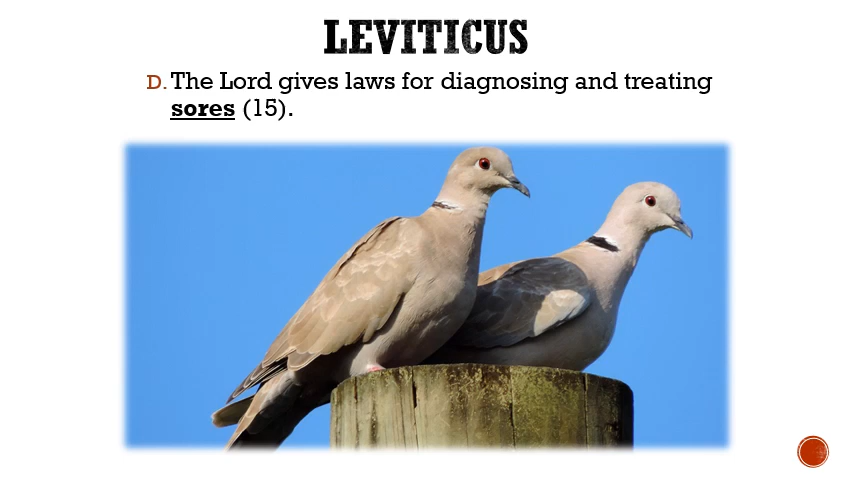 LEVITICUS
D. The Lord gives laws for diagnosing and treating
sores (15).